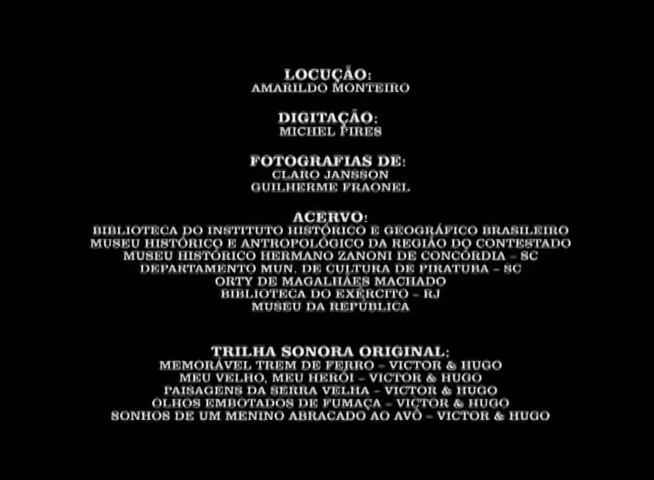 LOCUÇÃO:
AMARILDO MONTEIRO
DIGITAÇÃO:
MICHEL PIRES
FOTOGRAFIAS DE:
CLARO JANSSON
GUILHERME FRAONEL
ACERVO:
BIBLIOTECA DO INSTITUTO HISTÓRICO E GEOGRÁFICO BRASILEIRO
MUSEU HISTÓRICO E ANTROPOLÓGICO DA REGIÃO DO CONTESTADO
MUSEU HISTÓRICO HERMANO ZANONI DE CONCÓRDIA – SC
DEPARTAMENTO MUN. DE CULTURA DE PIRATUBA – SC
ORTY DE MAGALHÃES MACHADO
BIBLIOTECA DO EXÉRCITO – RJ
MUSEU DA REPÚBLICA
TRILHA SONORA ORIGINAL:
MEMORÁVEL TREM DE FERRO – VICTOR & HUGO
MEU VELHO, MEU HERÓI – VICTOR & HUGO
PAISAGENS DA SERRA VELHA – VICTOR & HUGO
OLHOS EMBOTADOS DE FUMAÇA – VICTOR & HUGO
SONHOS DE UM MENINO ABRAÇADO AO AVÔ – VICTOR & HUGO